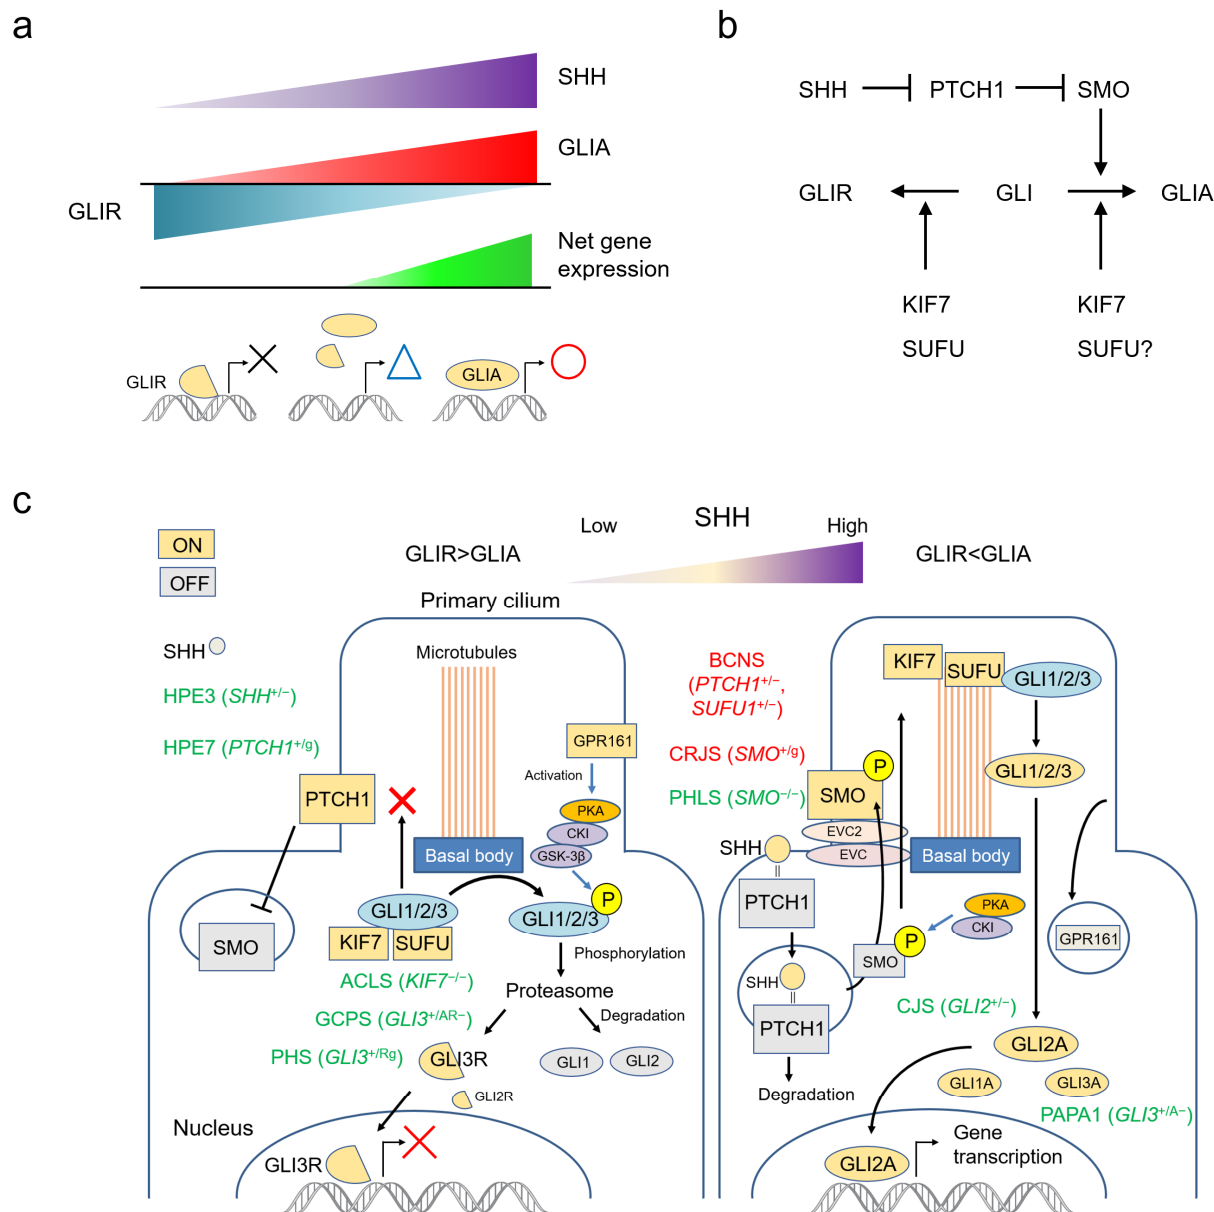 a
SHH
GLIA
GLIR
Net gene
expression
GLIR
GLIA
b
SHH
PTCH1
SMO
GLIR
GLI
GLIA
KIF7
SUFU
KIF7
SUFU?
c
ON
OFF
SHH
HPE3 (SHH+/−)
HPE7 (PTCH1+/g)
GLIR>GLIA
Low
SHH
High
GLIR<GLIA
Primary cilium
Microtubules
GPR161
Activation
PKA
CKI
GSK-3β
PTCH1
Basal body
SMO
GLI1/2/3
KIF7
SUFU
GLI1/2/3
P
Phosphorylation
ACLS (KIF7−/−)
Proteasome
Degradation
GCPS (GLI3+/AR−)
PHS (GLI3+/Rg)
GLI3R
GLI1
GLI2
GLI2R
Nucleus
GLI3R
BCNS
(PTCH1+/−,
SUFU1+/−)
CRJS (SMO+/g)
PHLS (SMO−/−)
KIF7
SUFU
GLI1/2/3
GLI1/2/3
P
SMO
EVC2
EVC
SHH
Basal body
PTCH1
PKA
CKI
P
SMO
GPR161
SHH
PTCH1
Degradation
CJS (GLI2+/−)
GLI2A
GLI1A
GLI3A
PAPA1 (GLI3+/A−)
GLI2A
Gene
transcription